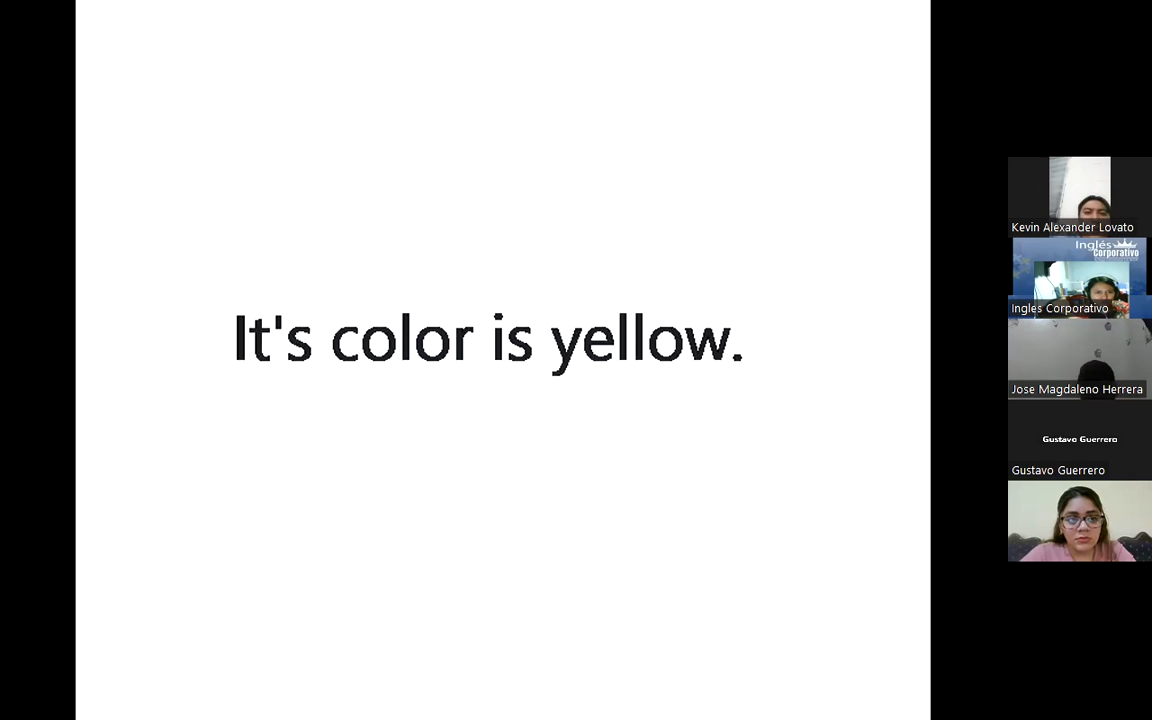 It's color is yellow.
Kevin Alexander Lovato
Inglés
Corporativo
Ingles Corporativo
Jose Magdaleno Herrera
Gustavo Guerrero
Gustavo Guerrero